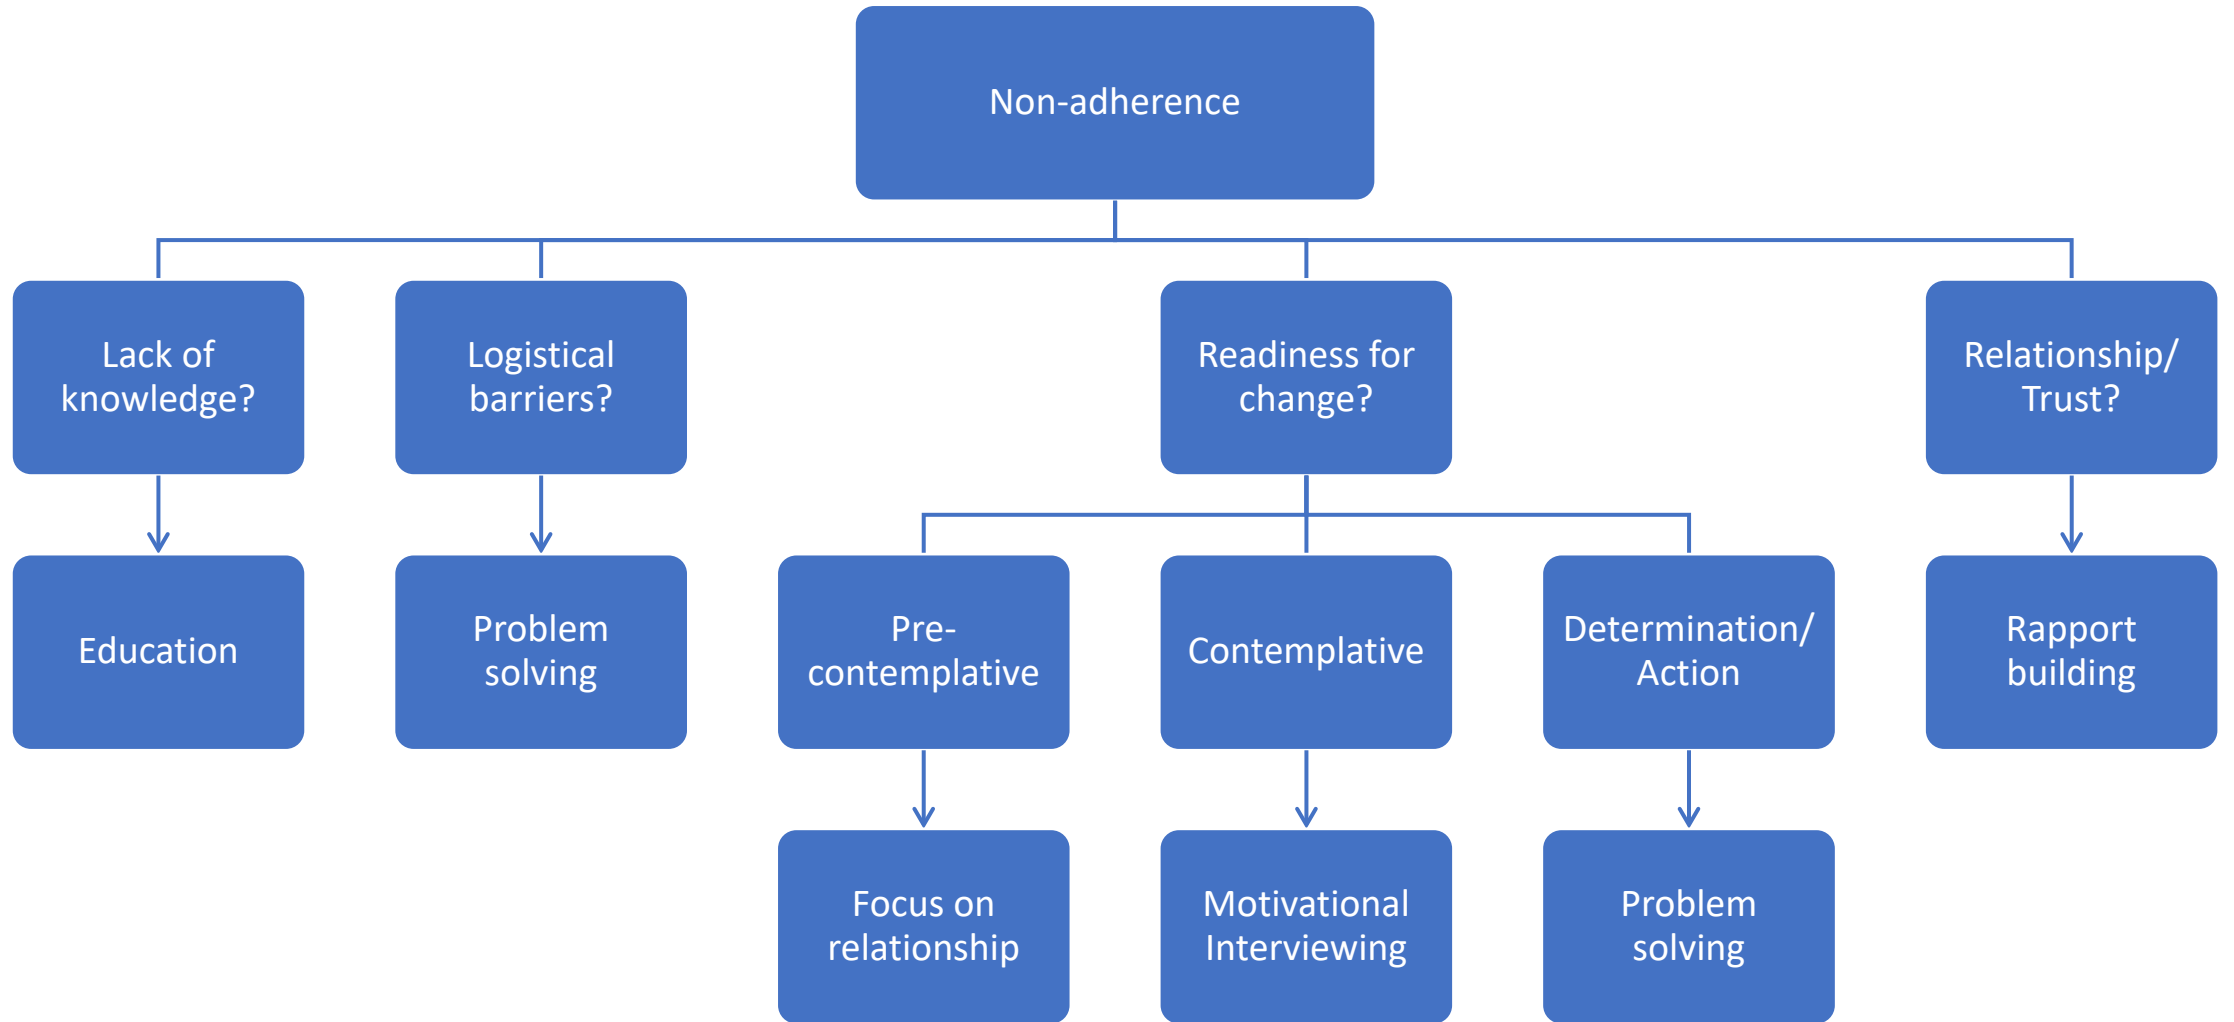 Non-adherence
Lack of
knowledge?
Logistical
barriers?
Readiness for
change?
Relationship/
Trust?
Education
Problem
solving
Pre-
contemplative
Contemplative
Determination/
Action
Rapport
building
Focus on
relationship
Motivational
Interviewing
Problem
solving